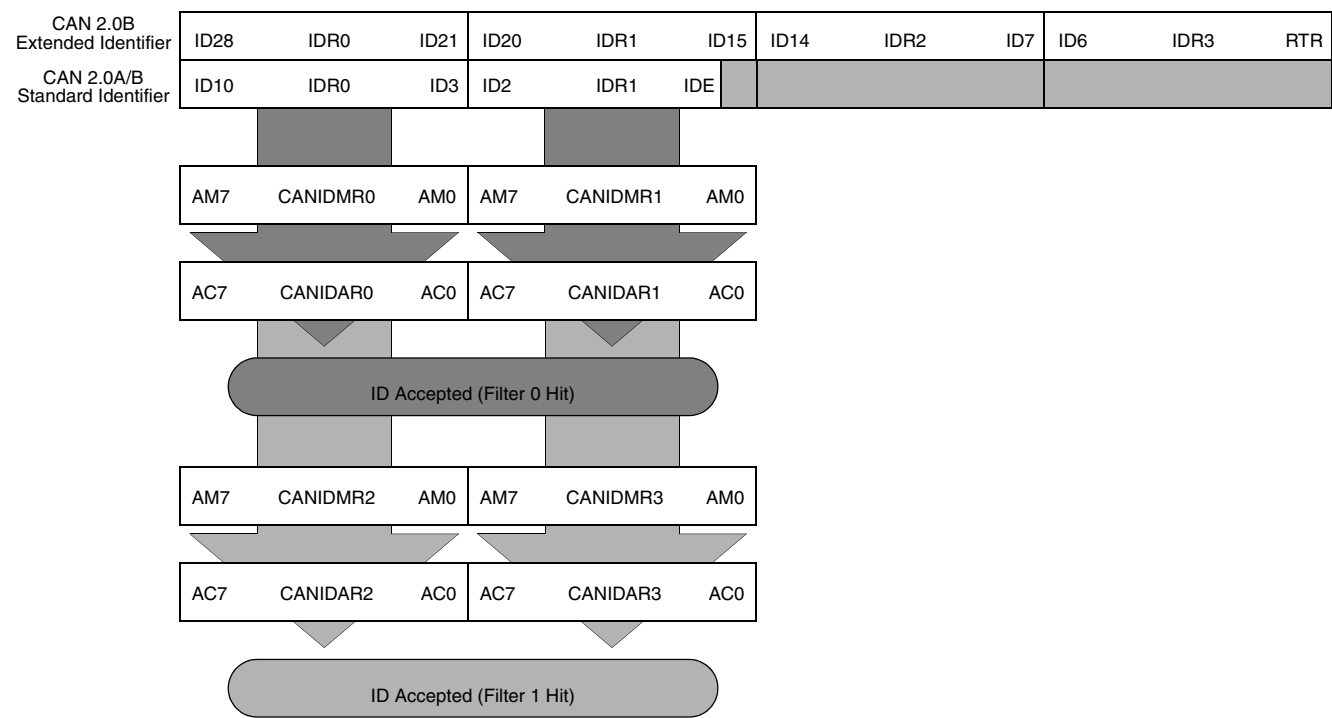 CAN 2.0B
Extended Identifier
ID28 IDR0 ID21 ID20 IDR1 ID15 ID14 IDR2 ID7 ID6 IDR3 RTR
CAN 2.0A/B
Standard Identifier
ID10 IDR0 ID3 ID2 IDR1 IDE
AM7 CANIDMR0 AM0 AM7 CANIDMR1 AM0
AC7 CANIDAR0 AC0 AC7 CANIDAR1 AC0
ID Accepted (Filter 0 Hit)
AM7 CANIDMR2 AM0 AM7 CANIDMR3 AM0
AC7 CANIDAR2 AC0 AC7 CANIDAR3 AC0
ID Accepted (Filter 1 Hit)